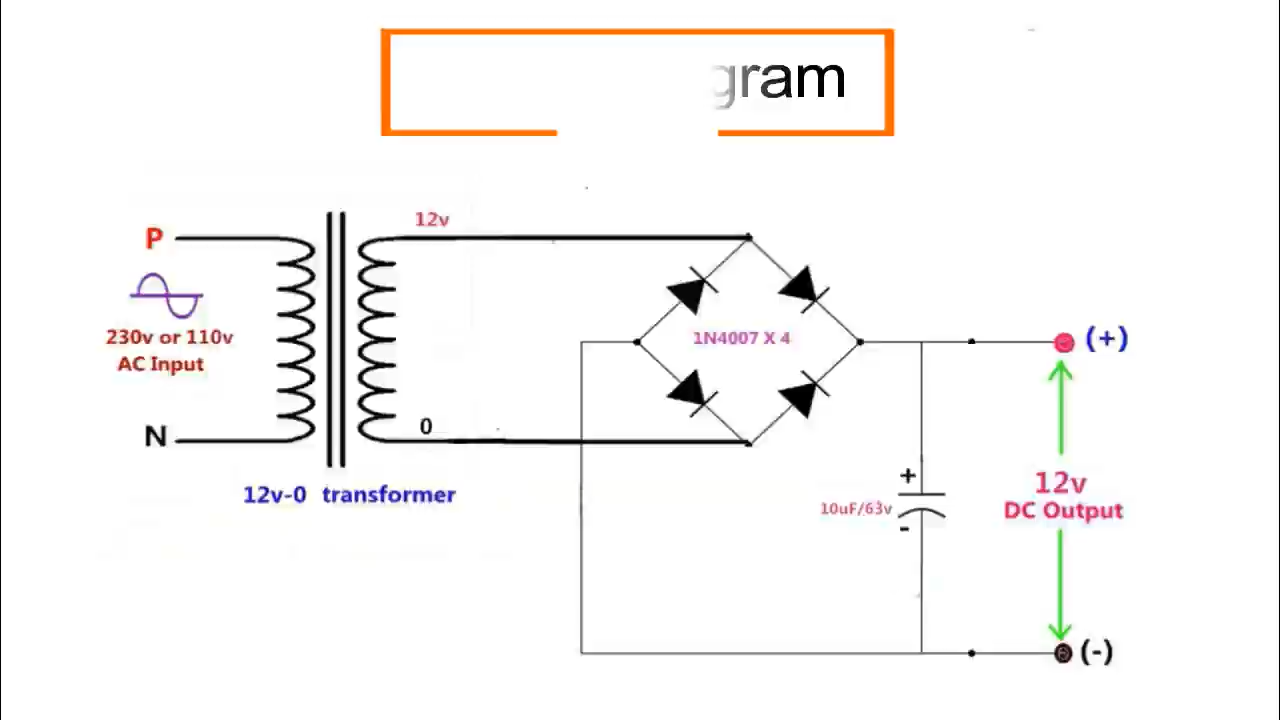 gram
12v
P
230v or 110v
AC Input
N
0
12v-0 transformer
1N4007 X 4
(+)
+
10uF/63v
-
12v
DC Output
(-)